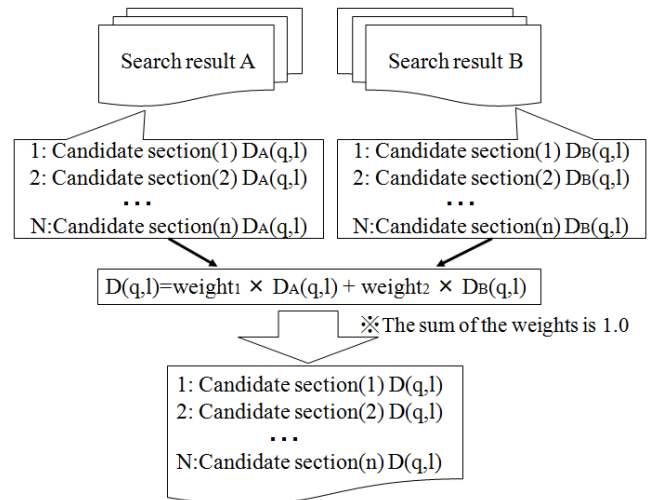 Search result A
Search result B
1: Candidate section(1) DA(q,l)
2: Candidate section(2) DA(q,l)
...
N:Candidate section(n) DA(q,l)
1: Candidate section(1) DB(q,l)
2: Candidate section(2) DB(q,l)
...
N:Candidate section(n) DB(q,l)
D(q,l)=weight1 × DA(q,l) + weight2 × DB(q,l)
※The sum of the weights is 1.0
1: Candidate section(1) D(q,l)
2: Candidate section(2) D(q,l)
...
N:Candidate section(n) D(q,l)